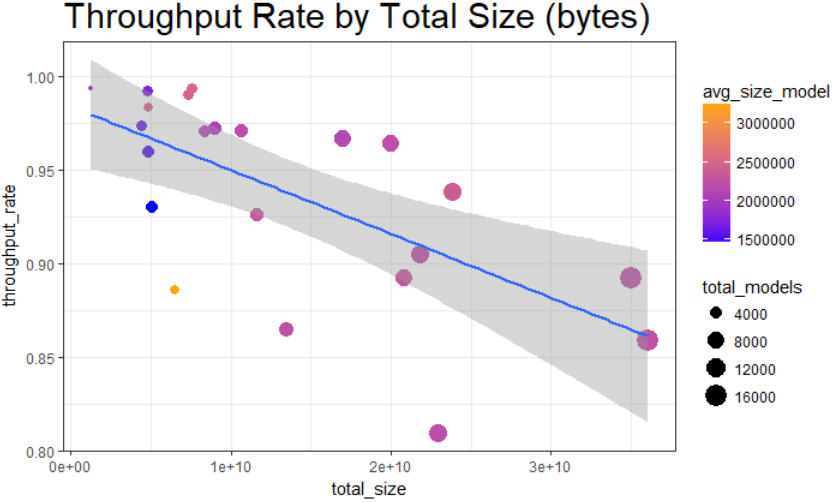 Throughput Rate by Total Size (bytes)
throughput_rate
1.00
0.95
0.90
0.85
0.80
0e+00
1e+10
2e+10
3e+10
total_size
avg_size_model
3000000
2500000
2000000
1500000
total_models
4000
8000
12000
16000